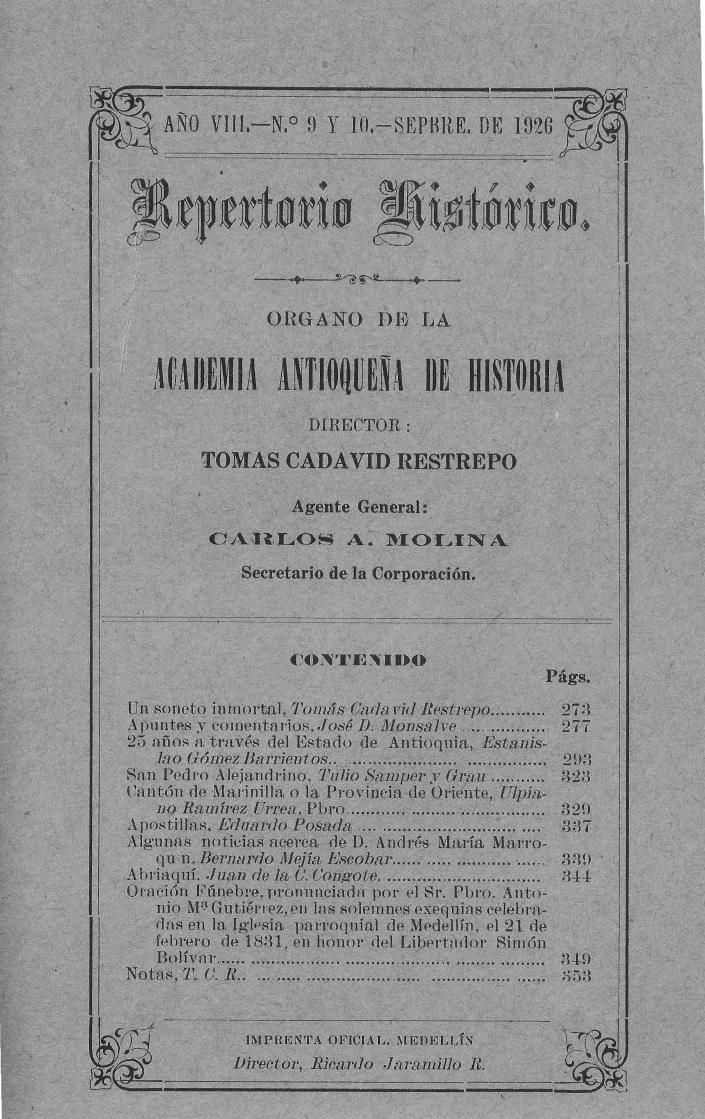 AÑO VIII.—N.º 9 Y 10.—SEPBRE. DE 1926
Repertorio Histórico.
ORGANO DE LA
ACADEMIA ANTIOQUEÑA DE HISTORIA
DIRECTOR:
TOMAS CADAVID RESTREPO
Agente General:
CARLOS A. MOLINA
Secretario de la Corporación.
CONTENIDO
Págs.
Un soneto inmortal, Tomás Cadavid Restrepo........... 273
Apuntes y comentarios, José D. Monsalve .... ............... 277
25 años a través del Estado de Antioquia, Estanis-
lao Gómez Barrientos.. ...................... ................ 293
San Pedro Alejandrino, Tulio Samper y Grau ........... 323
Cantón de Marinilla o la Provincia de Oriente, Ulpia-
no Ramírez Urrea, Pbro........................................ 329
Apostillas, Eduardo Posada .... ........................... .... 337
Algunas noticias acerca de D. Andrés María Marro-
qu n, Bernardo Mejía Escobar...... ..... .............. ..... 339
Abriaquí, Juan de la C. Congote. ............................ 344
Oración Fúnebre, pronunciada por el Sr. Pbro. Anto-
nio Mª Gutiérrez, en las solemnes exequias celebra-
das en la Iglesia parroquial de Medellín, el 21 de
febrero de 1831, en honor del Libertador Simón
Bolívar...... ........................................................ 349
Notas, T. C. R.. ... ................................................ 353
IMPRENTA OFICIAL. MEDELLÍN
Director, Ricardo Jaramillo R.